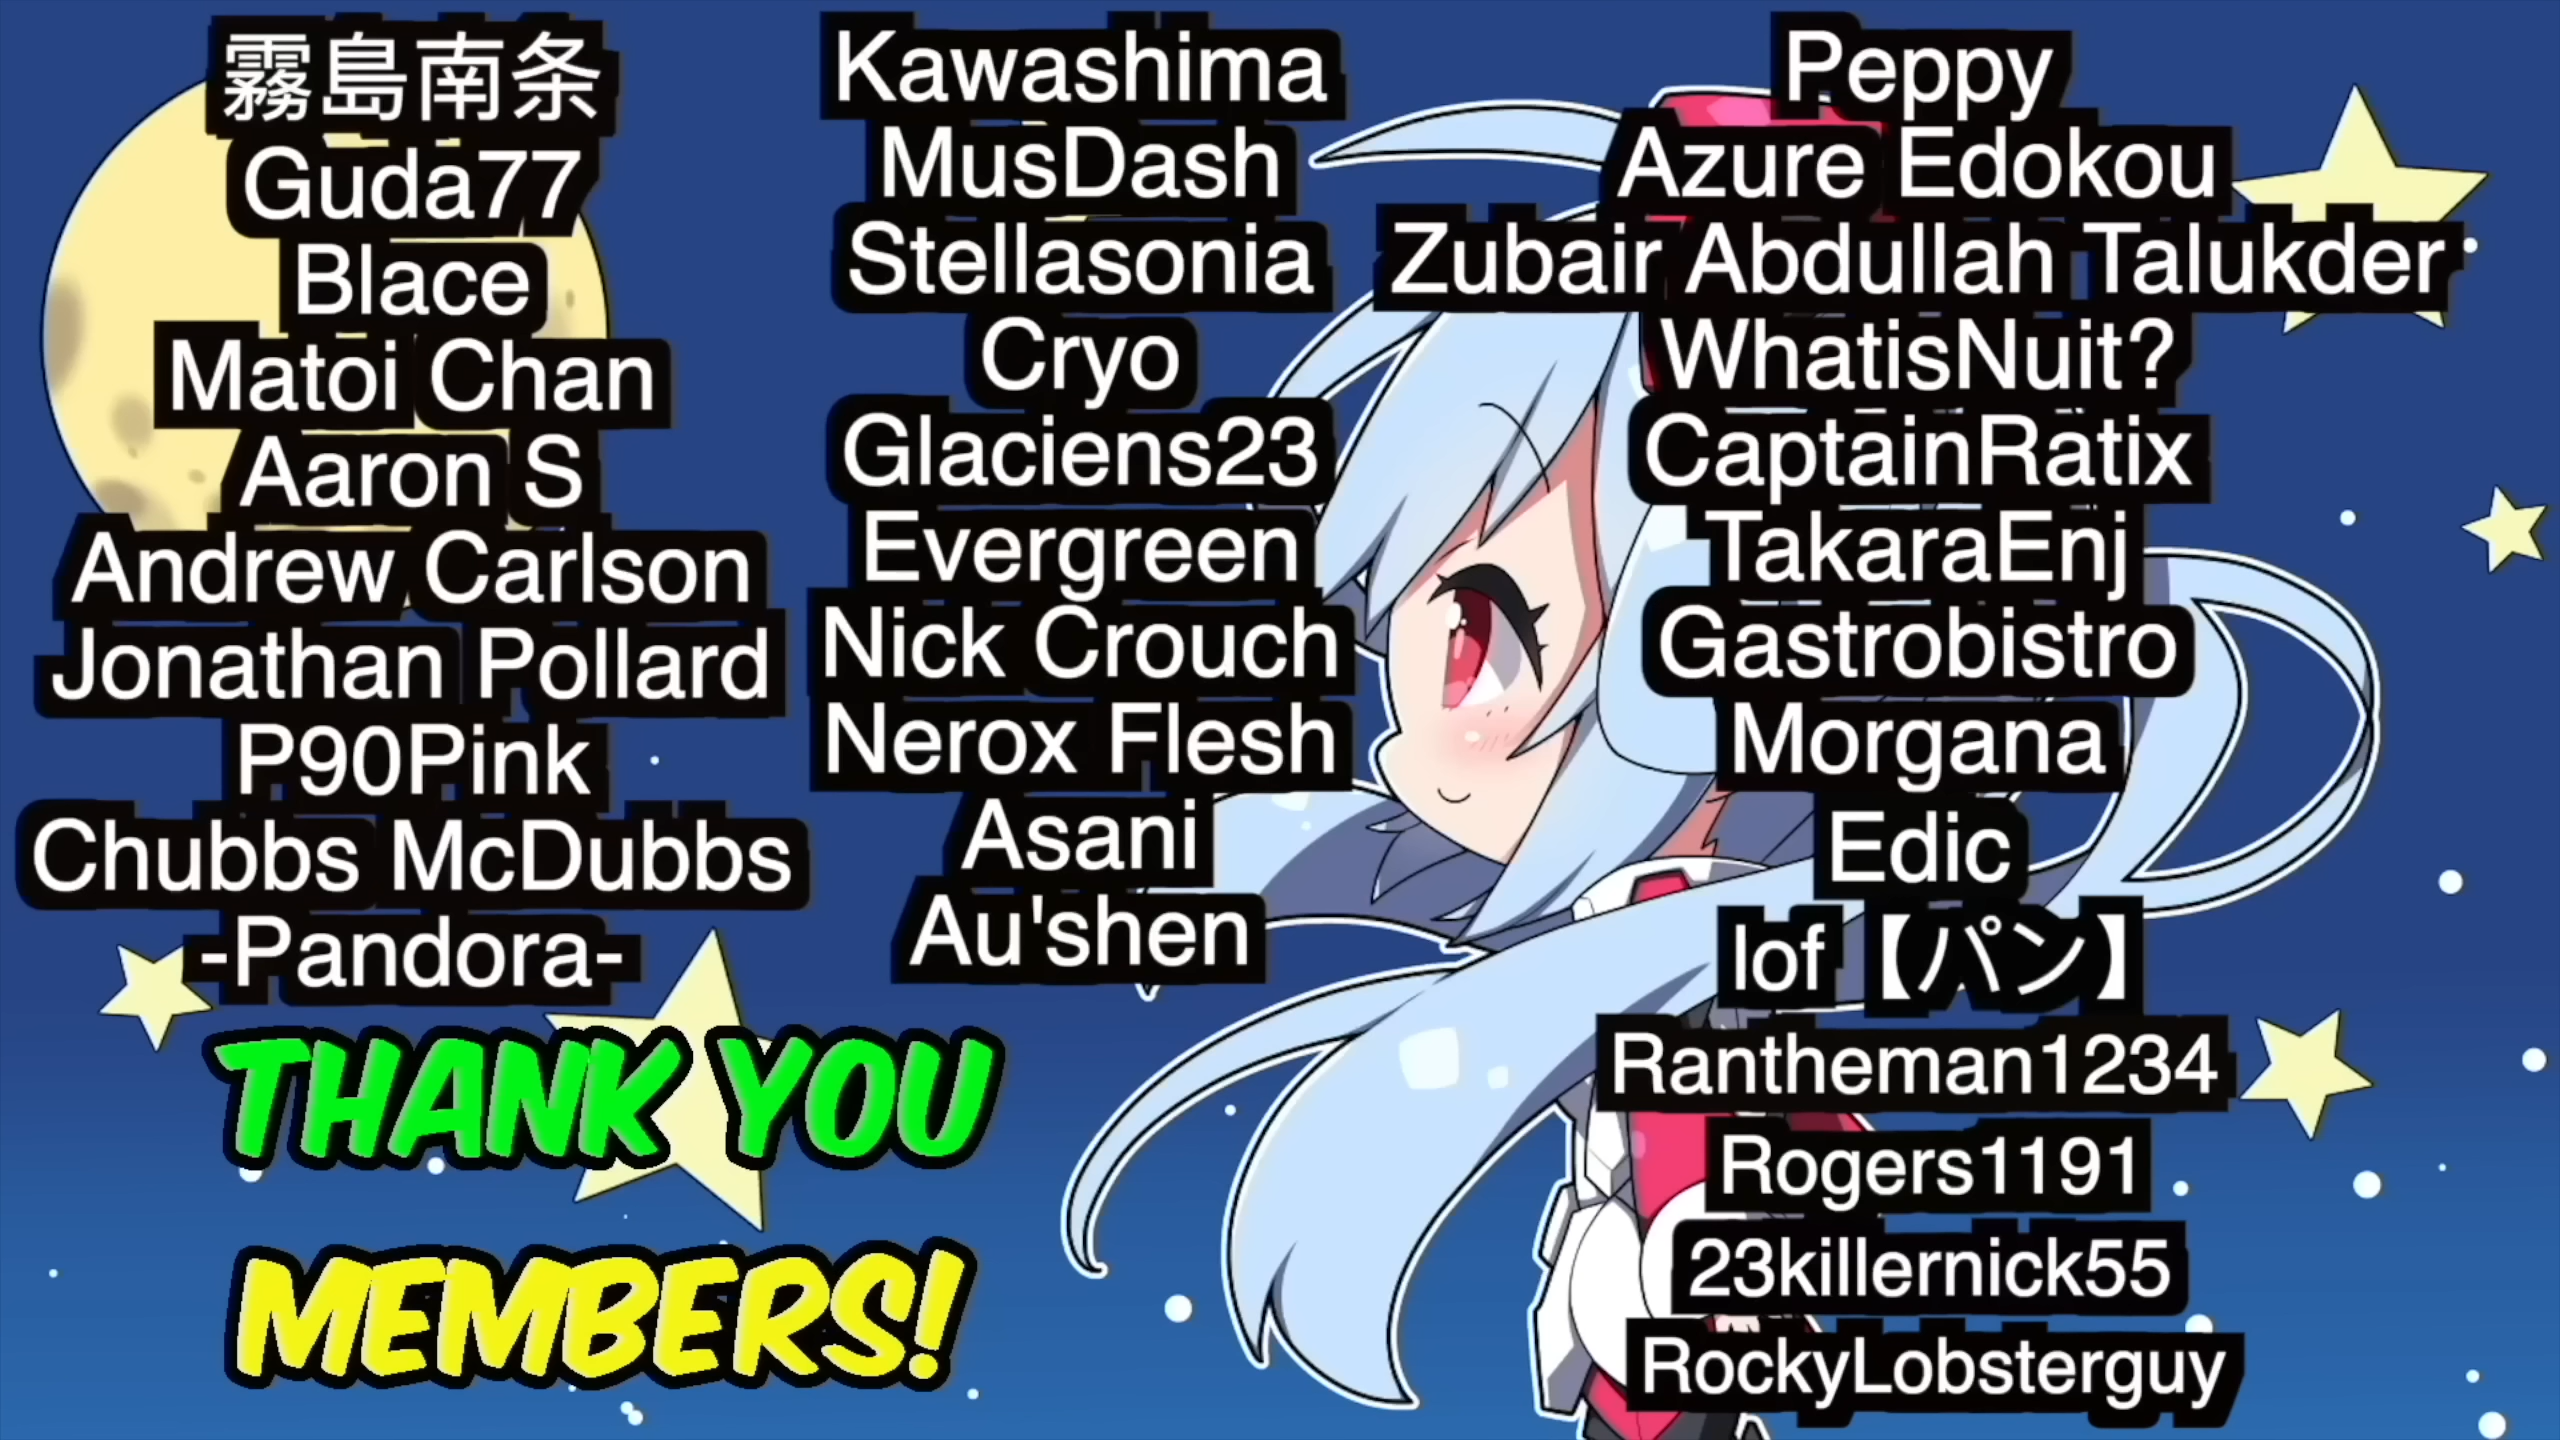 霧島南条
Guda77
Blace
Matoi Chan
Aaron S
Andrew Carlson
Jonathan Pollard
P90Pink
Chubbs McDubbs
-Pandora-
Kawashima
MusDash
Stellasonia
Cryo
Glaciens23
Evergreen
Nick Crouch
Nerox Flesh
Asani
Au'shen
Peppy
Azure Edokou
Zubair Abdullah Talukder
WhatisNuit?
CaptainRatix
TakaraEnj
Gastrobistro
Morgana
Edic
lof【パン】
Rantheman1234
Rogers1191
23killernick55
RockyLobsterguy
THANK YOU
MEMBERS!